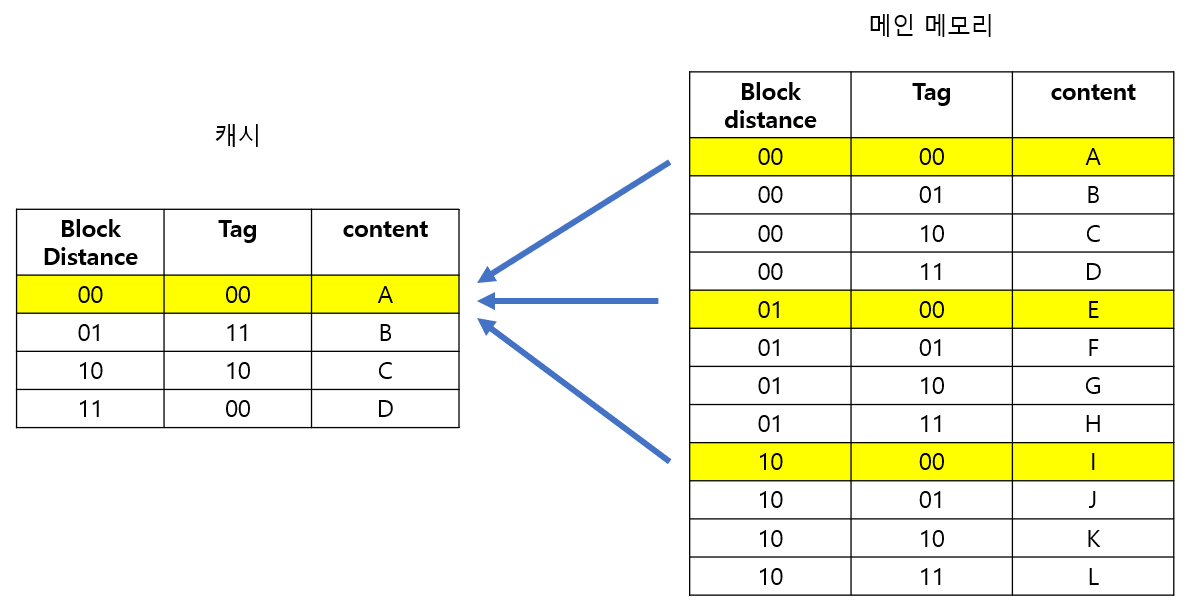 메인 메모리
캐시
Block Distance Tag content
00 00 A
01 11 B
10 10 C
11 00 D
Block distance Tag content
00 00 A
00 01 B
00 10 C
00 11 D
01 00 E
01 01 F
01 10 G
01 11 H
10 00 I
10 01 J
10 10 K
10 11 L